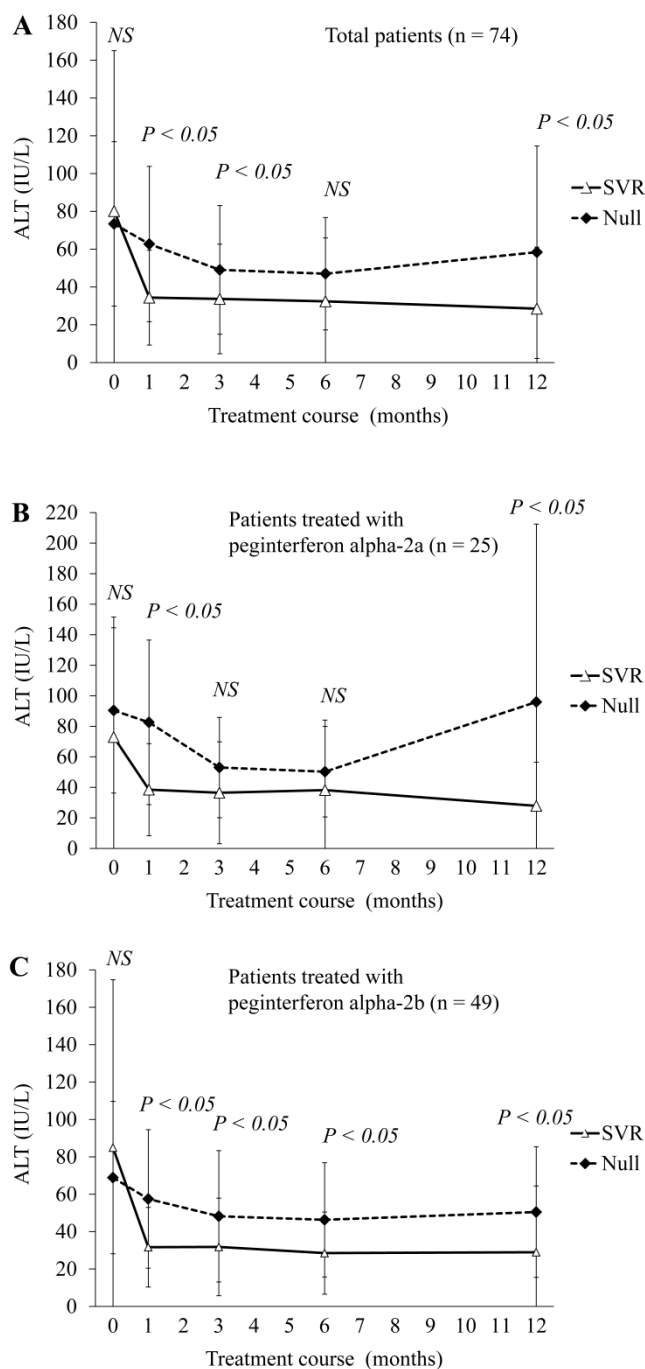 A
Total patients (n = 74)
NS
P < 0.05
P < 0.05
NS
P < 0.05
ALT (IU/L)
180
160
140
120
100
80
60
40
20
0
SVR
Null
0 1 2 3 4 5 6 7 8 9 10 11 12
Treatment course (months)
B
Patients treated with
peginterferon alpha-2a (n = 25)
NS
P < 0.05
NS
NS
P < 0.05
ALT (IU/L)
220
200
180
160
140
120
100
80
60
40
20
0
SVR
Null
0 1 2 3 4 5 6 7 8 9 10 11 12
Treatment course (months)
C
Patients treated with
peginterferon alpha-2b (n = 49)
NS
P < 0.05
P < 0.05
P < 0.05
P < 0.05
ALT (IU/L)
180
160
140
120
100
80
60
40
20
0
SVR
Null
0 1 2 3 4 5 6 7 8 9 10 11 12
Treatment course (months)